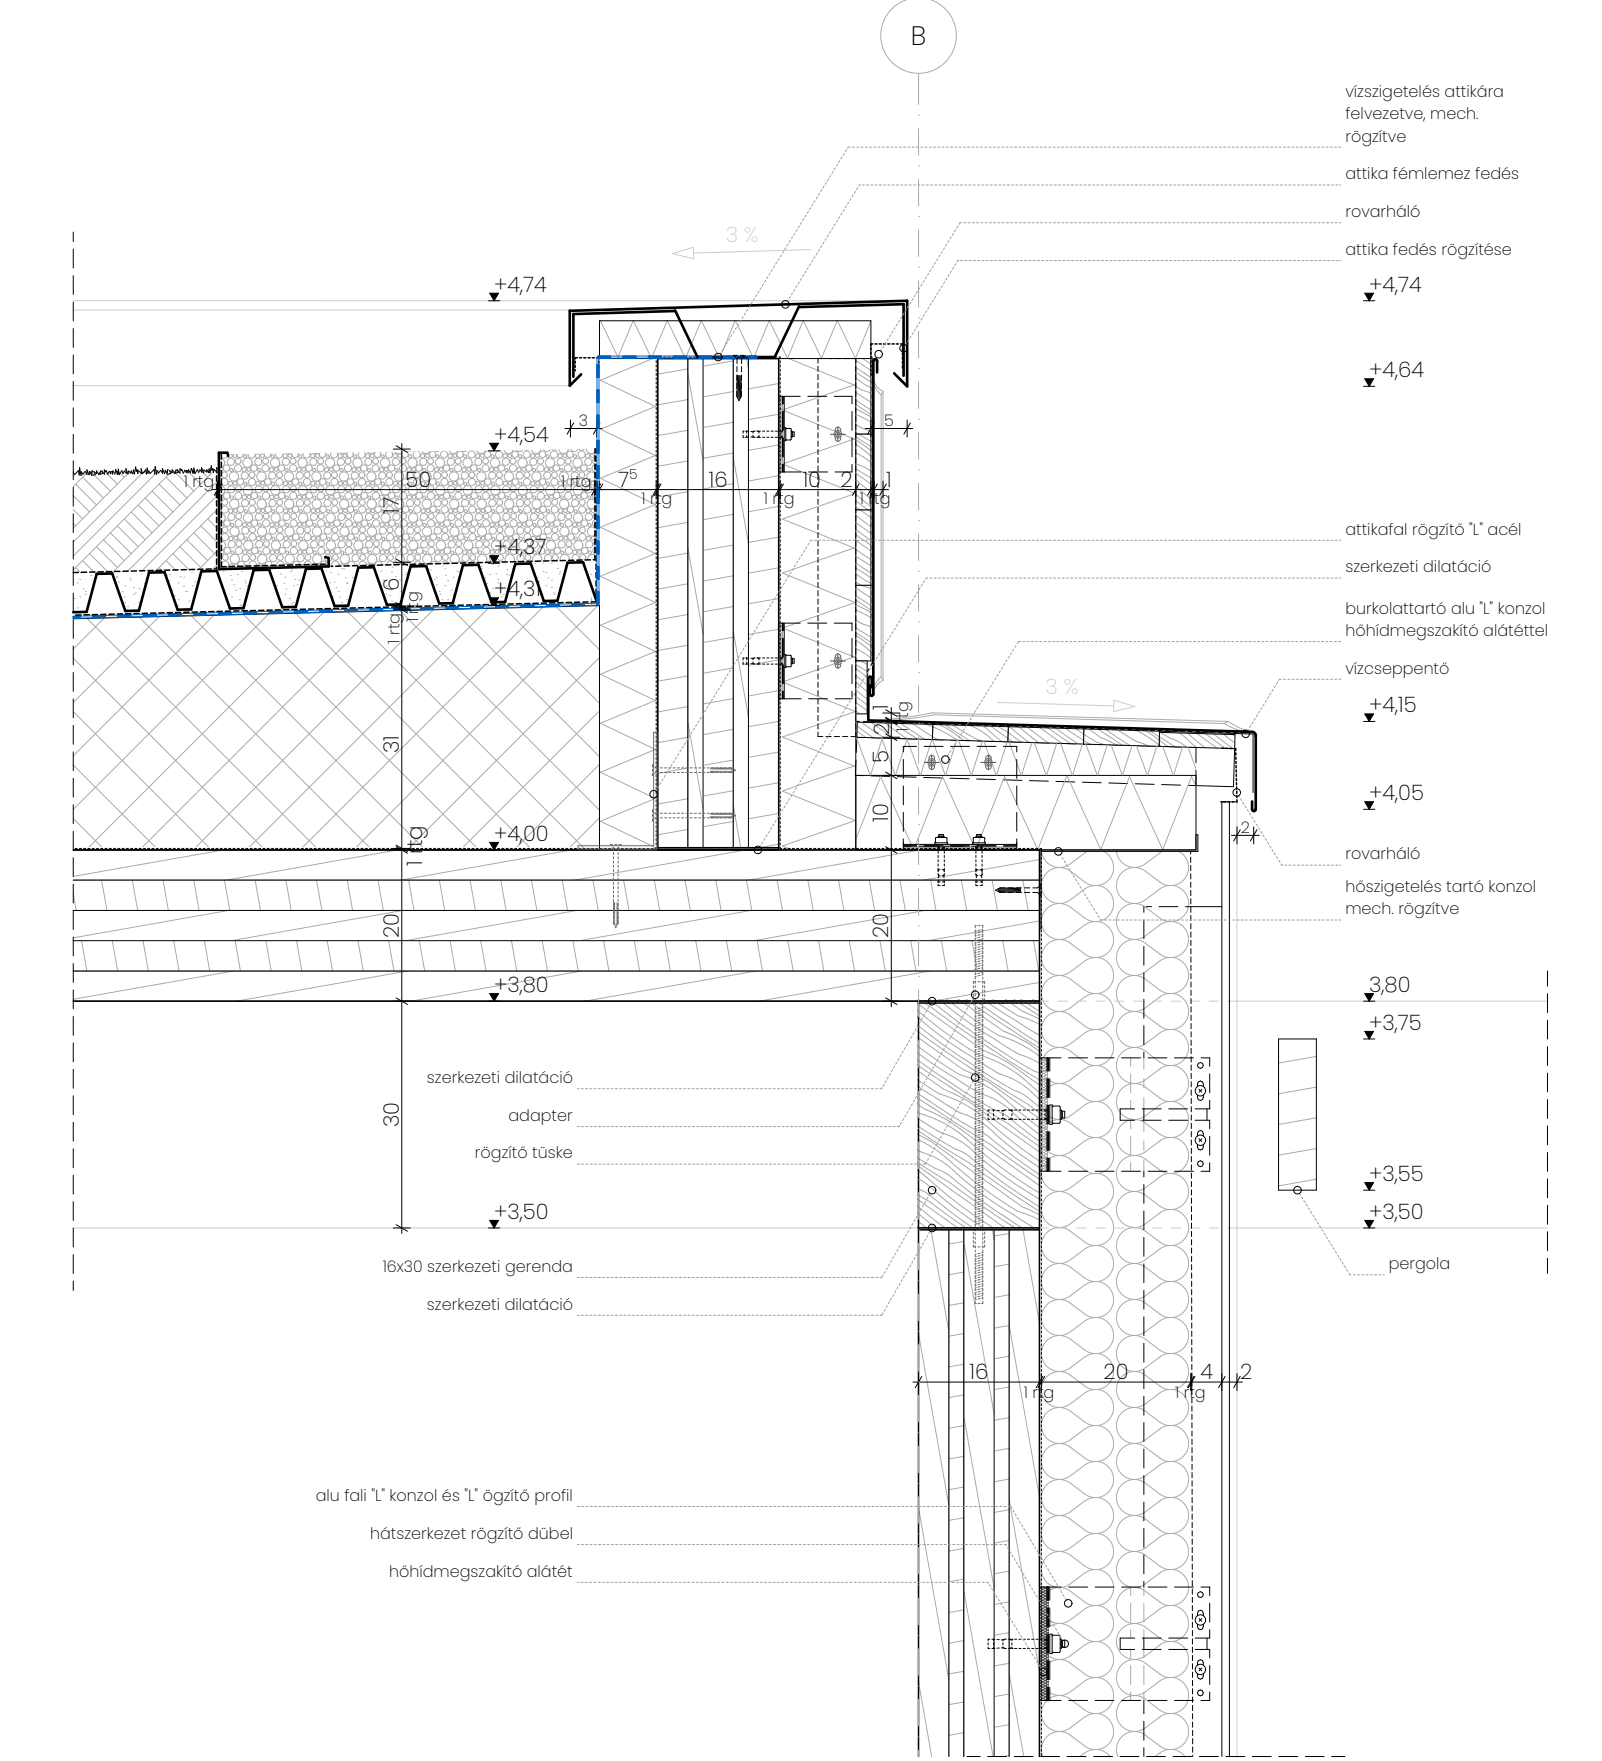 B
vízszigetelés attikára
felvezetve, mech.
rögzítve
attika fémlemez fedés
rovarháló
attika fedés rögzítése
3 %
+4,74
+4,74
+4,64
3
5
+4,54
1 rtg
50
1 rtg
7⁵
1 rtg
16
1 rtg
10
2
1
1 rtg
17
attikafal rögzítő "L" acél
+4,37
szerkezeti dilatáció
+4,31
6
1 rtg
1 rtg
burkolattartó alu "L" konzol
hőhídmegszakító alátéttel
vízcseppentő
3 %
+4,15
1
1 rtg
2
5
31
10
+4,05
2
+4,00
1 rtg
rovarháló
hőszigetelés tartó konzol
mech. rögzítve
20
20
+3,80
3,80
+3,75
szerkezeti dilatáció
adapter
30
rögzítő tüske
+3,55
+3,50
+3,50
16x30 szerkezeti gerenda
pergola
szerkezeti dilatáció
16
20
4
2
1 rtg
1 rtg
alu fali "L" konzol és "L" ögzítő profil
hátszerkezet rögzítő dübel
hőhídmegszakító alátét